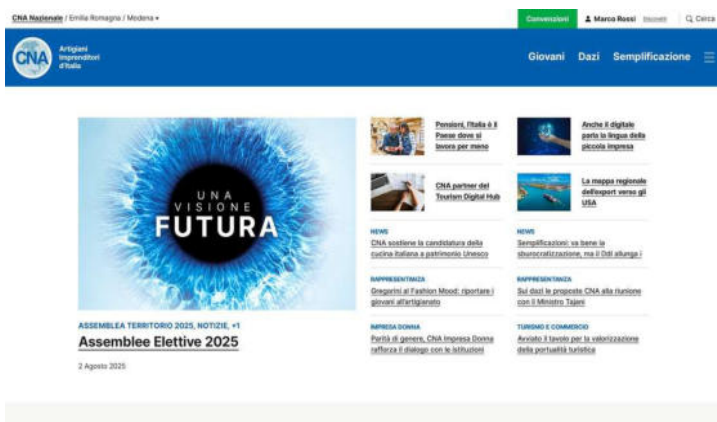 CNA Nazionale / Emilia Romagna / Modena
Convenzioni
Marco Rossi
Cerca
CNA
Artigiani
Imprenditori
d'Italia
Giovani
Dazi
Semplificazione
UNA
VISIONE
FUTURA
ASSEMBLEA TERRITORIO 2025, NOTIZIE, +1
Assemblee Elettive 2025
2 Agosto 2025
Pensioni, l'Italia è il
Paese dove si
lavora per meno
CNA partner del
Tourism Digital Hub
NEWS
CNA sostiene la candidatura della
cucina italiana a patrimonio Unesco
RAPPRESENTANZA
Gregorini al Fashion Mood: riportare i
giovani all'artigianato
IMPRESA DONNA
Parità di genere, CNA Impresa Donna
rafforza il dialogo con le istituzioni
Anche il digitale
parla la lingua della
piccola impresa
La mappa regionale
dell'export verso gli
USA
NEWS
Semplificazioni: va bene la
sburocratizzazione, ma il Ddl allunga i
RAPPRESENTANZA
Sui dazi le proposte CNA alla riunione
con il Ministro Tajani
TURISMO E COMMERCIO
Avviato il tavolo per la valorizzazione
della portualità turistica